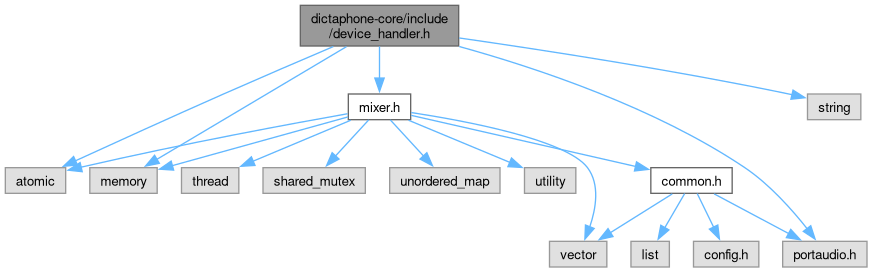 dictaphone-core/include
/device_handler.h
mixer.h
string
atomic
memory
thread
shared_mutex
unordered_map
utility
common.h
vector
list
config.h
portaudio.h